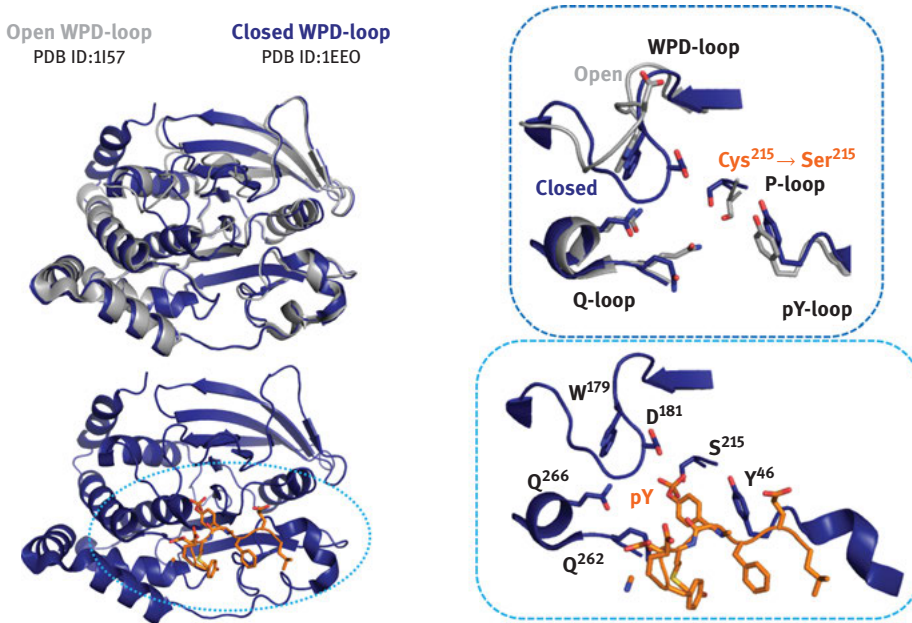 Open WPD-loop
PDB ID:1I57
Closed WPD-loop
PDB ID:1EEO
WPD-loop
Open
Cys²¹⁵→ Ser²¹⁵
P-loop
Closed
Q-loop
pY-loop
W¹⁷⁹
D¹⁸¹
S²¹⁵
Y⁴⁶
Q²⁶⁶
pY
Q²⁶²